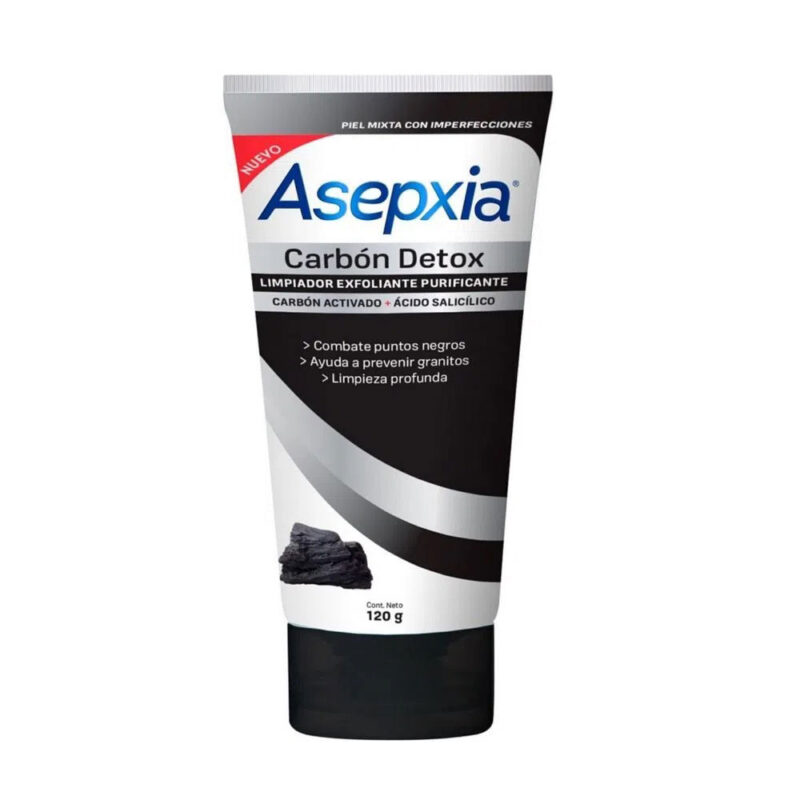 PIEL MIXTA CON IMPERFECCIONES
NUEVO
Asepxia®
Carbón Detox
LIMPIADOR EXFOLIANTE PURIFICANTE
CARBÓN ACTIVADO + ÁCIDO SALICÍLICO
> Combate puntos negros
> Ayuda a prevenir granitos
> Limpieza profunda
Cont. Neto
120 g